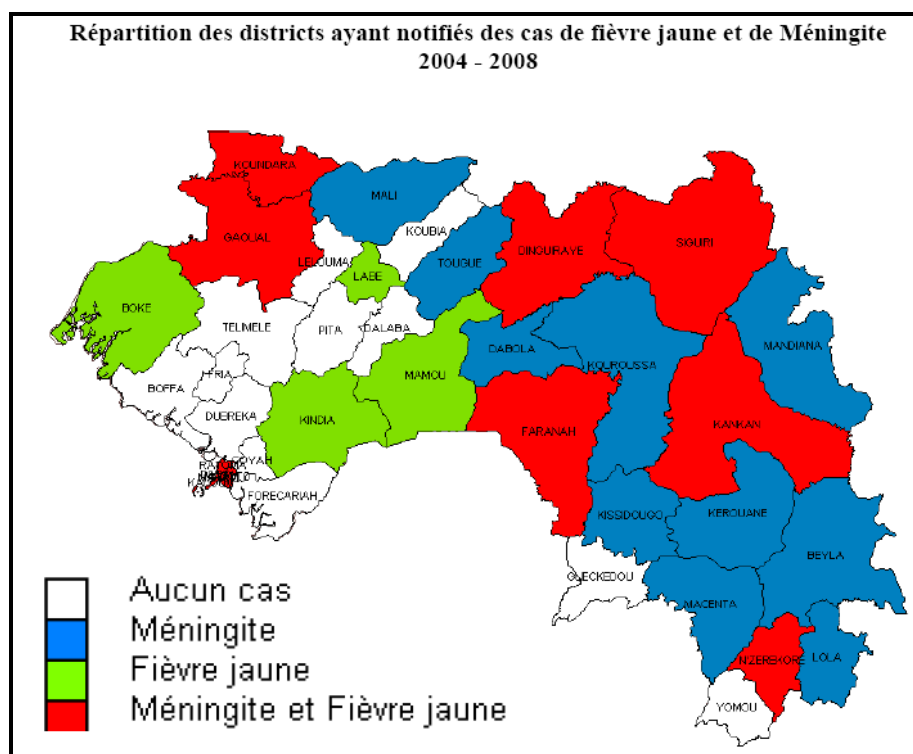 Répartition des districts ayant notifiés des cas de fièvre jaune et de Méningite
2004 - 2008
KOUNDARA
MALI
GAOUAL
KOUBIA
SIGUIRI
LELOUMA
TOUGUE
DINGUIRAYE
LABE
BOKE
TELIMELE
PITA
DALABA
DABOLA
MANDIANA
KOUROUSSA
FRIA
MAMOU
BOFFA
DUBREKA
KINDIA
FARANAH
KANKAN
COYAH
RATOMA
FORECARIAH
KISSIDOUGO
KEROUANE
BEYLA
GUECKEDOU
MACENTA
N'ZEREKORE
LOLA
YOMOU
Aucun cas
Méningite
Fièvre jaune
Méningite et Fièvre jaune